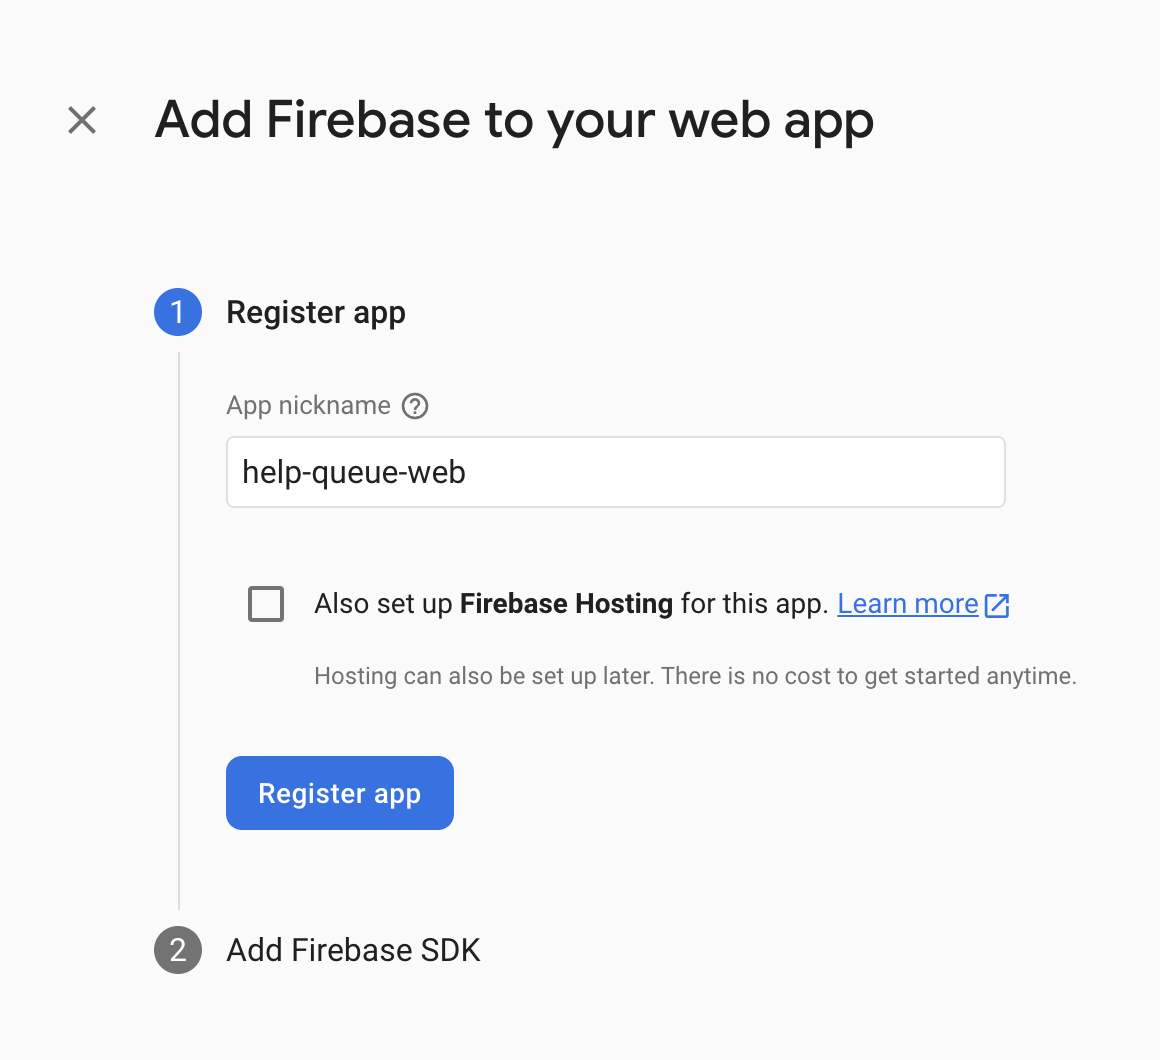 Add Firebase to your web app
1 Register app
App nickname
help-queue-web
Also set up Firebase Hosting for this app. Learn more
Hosting can also be set up later. There is no cost to get started anytime.
Register app
2 Add Firebase SDK